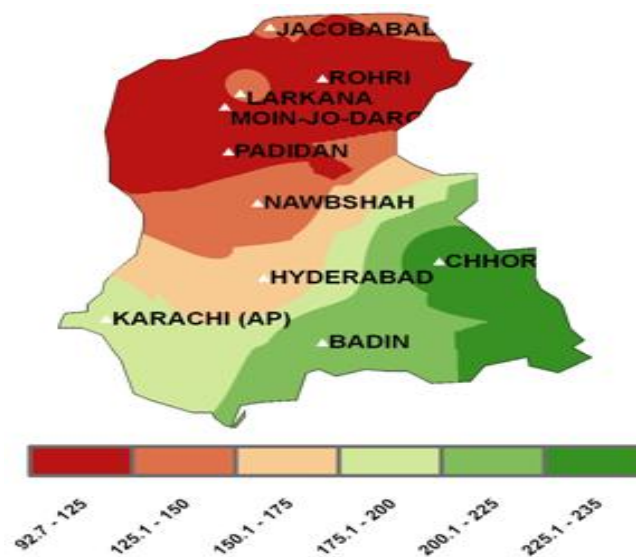 JACOBABAL
ROHRI
LARKANA
MOIN-JO-DARO
PADIDAN
NAWBSHAH
CHHOR
HYDERABAD
KARACHI (AP)
BADIN
92.7 - 125
125.1 - 150
150.1 - 175
175.1 - 200
200.1 - 225
225.1 - 235